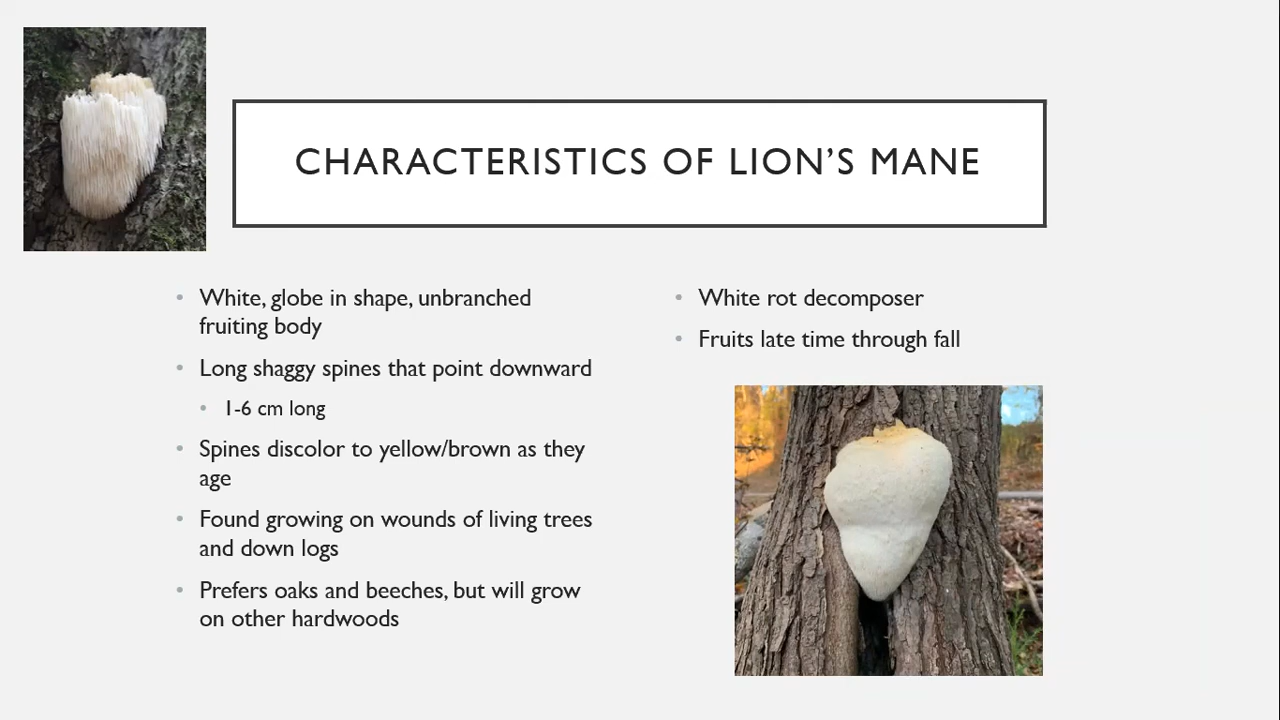 CHARACTERISTICS OF LION’S MANE
• White, globe in shape, unbranched
fruiting body
• Long shaggy spines that point downward
• 1-6 cm long
• Spines discolor to yellow/brown as they
age
• Found growing on wounds of living trees
and down logs
• Prefers oaks and beeches, but will grow
on other hardwoods
• White rot decomposer
• Fruits late time through fall